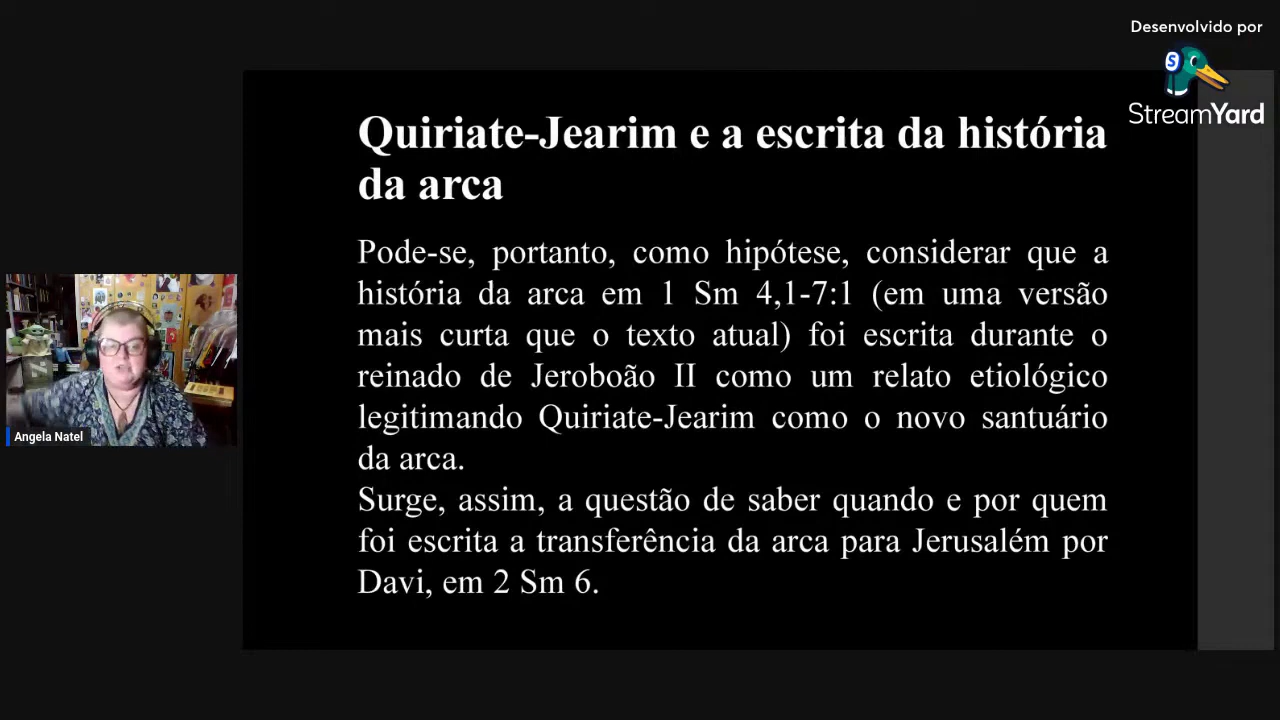 Desenvolvido por
StreamYard
Quiriate-Jearim e a escrita da história
da arca
Pode-se, portanto, como hipótese, considerar que a
história da arca em 1 Sm 4,1-7:1 (em uma versão
mais curta que o texto atual) foi escrita durante o
reinado de Jeroboão II como um relato etiológico
legitimando Quiriate-Jearim como o novo santuário
da arca.
Surge, assim, a questão de saber quando e por quem
foi escrita a transferência da arca para Jerusalém por
Davi, em 2 Sm 6.
Angela Natel